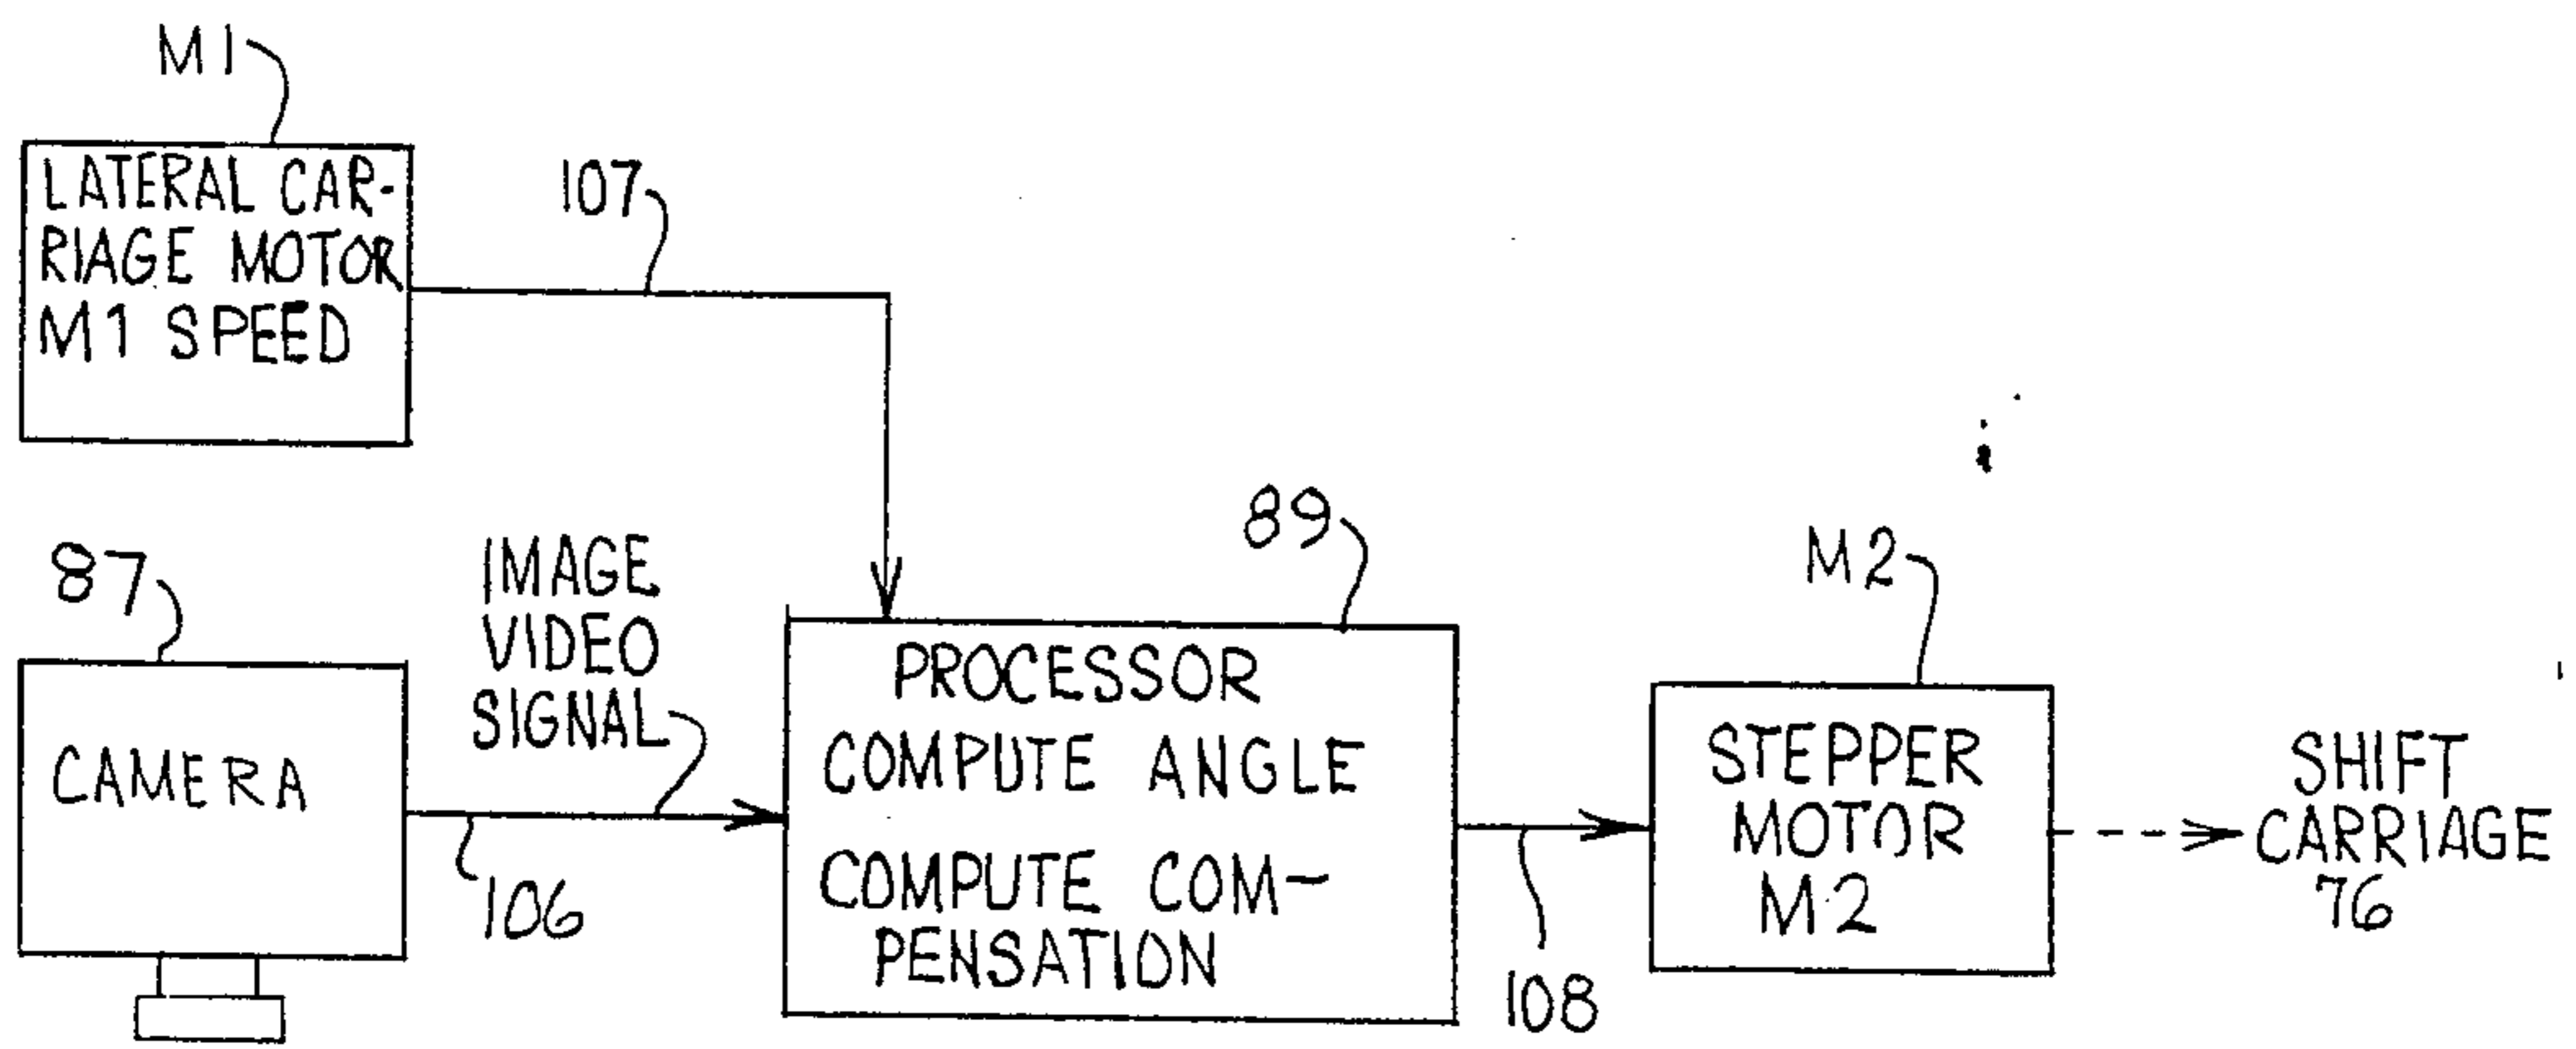 M1
LATERAL CAR-
RIAGE MOTOR
M1 SPEED
107
87
CAMERA
IMAGE
VIDEO
SIGNAL
106
89
PROCESSOR
COMPUTE ANGLE
COMPUTE COM-
PENSATION
108
M2
STEPPER
MOTOR
M2
SHIFT
CARRIAGE
76